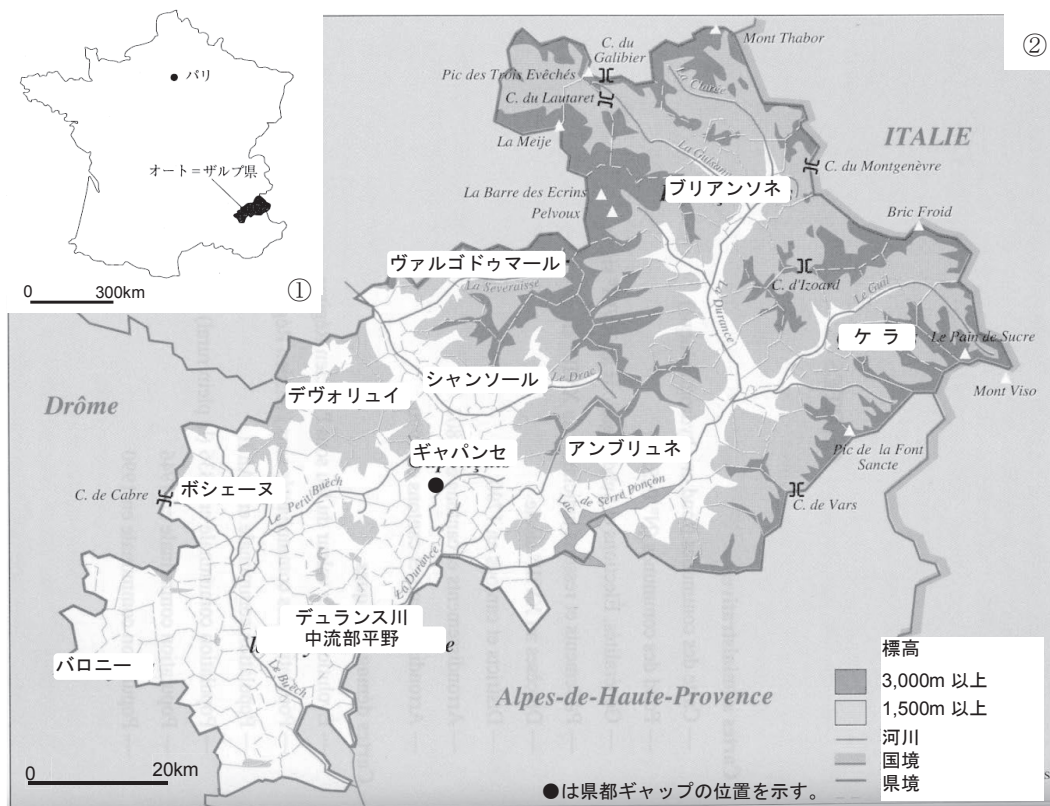 パリ
オート＝ザルプ県
0 300km
①
②
Mont Thabor
C. du
Galibier
Pic des Trois Evêchés
C. du Lautaret
La Clarée
La Meije
ITALIE
C. du Montgenèvre
ブリアンソネ
La Barre des Ecrins
Pelvoux
Bric Froid
ヴァルゴドゥマール
La Séveraisse
C. d'Izoard
La Durance
Le Guil
ケ ラ
Le Pain de Sucre
Mont Viso
シャンソール
Le Drac
デヴォリュイ
Drôme
ギャパンセ
アンブリュネ
Pic de la Font
Sancte
C. de Cabre
ボシェーヌ
Le Petit Buëch
Lac de Serre Ponçon
C. de Vars
La Durance
デュランス川
中流部平野
バロニー
Le Buëch
Alpes-de-Haute-Provence
標高
3,000m 以上
1,500m 以上
河川
国境
県境
0 20km
●は県都ギャップの位置を示す。